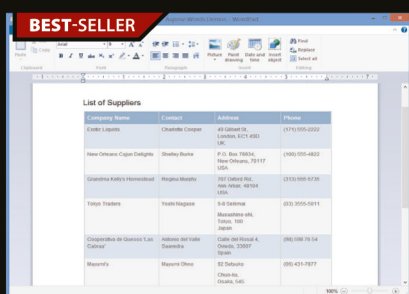 BEST-SELLER
WordPad
Paste
Copy
Arial
Picture
Paint drawing
Date and time
Insert object
Find
Replace
Select all
Clipboard
Font
Paragraph
Insert
Editing
List of Suppliers
Company Name Contact Address Phone
Exotic Liquids Charlotte Cooper 49 Gilbert St. (171) 555-2222
London, EC1 4SD
UK
New Orleans Cajun Delights Shelley Burke P.O. Box 78934, (100) 555-4822
New Orleans, 70117
USA
Grandma Kelly's Homestead Regina Murphy 707 Oxford Rd. (313) 555-5735
Ann Arbor, 48104
USA
Tokyo Traders Yoshi Nagase 9-8 Sekimai (03) 3555-5011
Musashino-shi,
Tokyo, 100
Japan
Cooperativa de Quesos 'Las Cabras' Antonio del Valle Saavedra Calle del Rosal 4, (98) 598 76 54
Oviedo, 33007
Spain
Mayumi's Mayumi Ohno 92 Setsuko (06) 431-7877
Chuo-ku,
Osaka, 545
100%